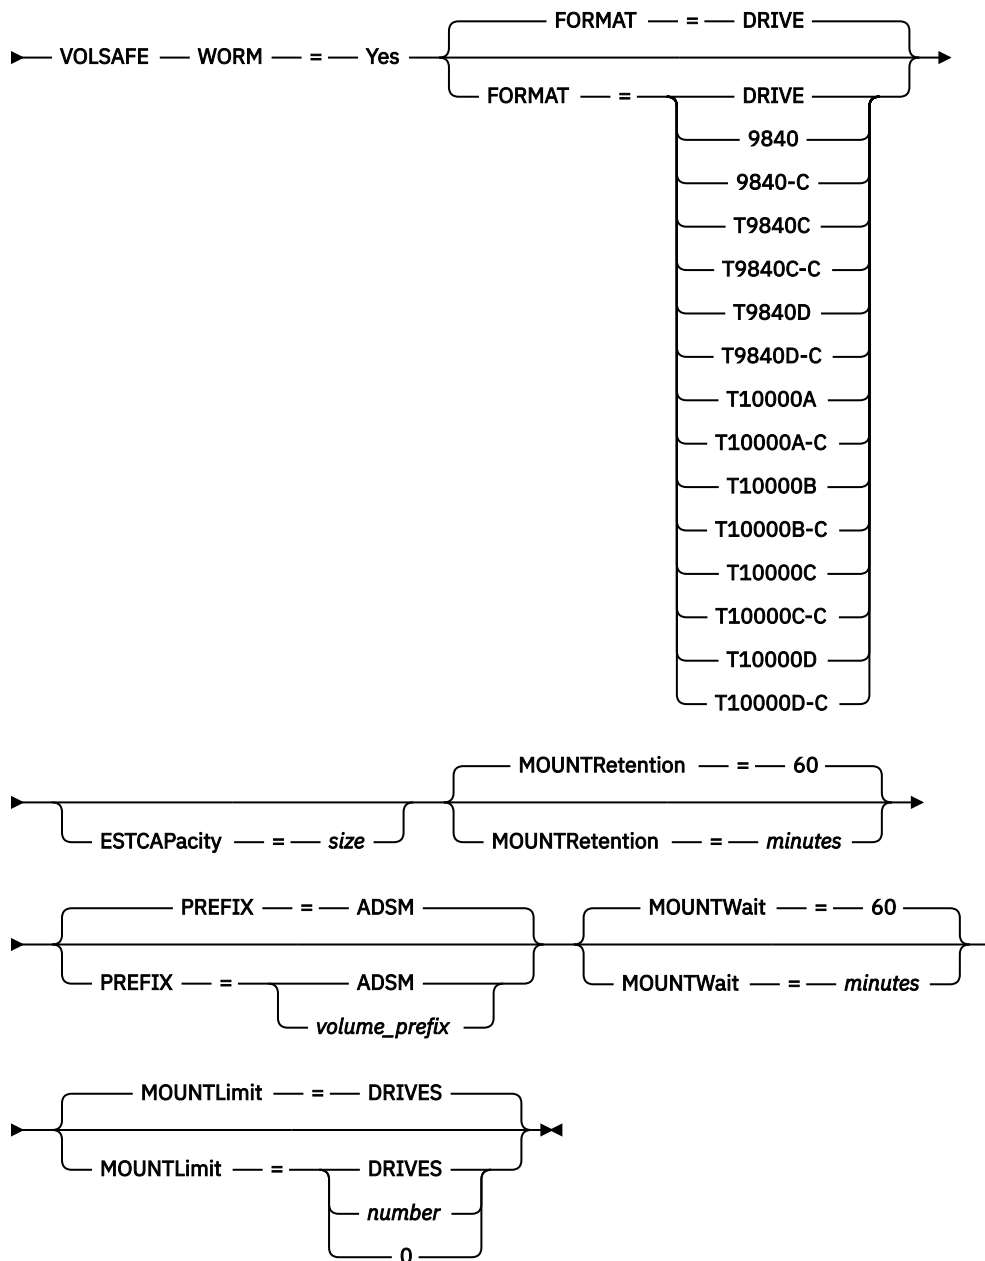 FORMAT = DRIVE
VOLSAFE WORM = Yes
FORMAT = DRIVE
9840
9840-C
T9840C
T9840C-C
T9840D
T9840D-C
T10000A
T10000A-C
T10000B
T10000B-C
T10000C
T10000C-C
T10000D
T10000D-C
MOUNTRetention = 60
ESTCAPacity = size MOUNTRetention = minutes
PREFIX = ADSM MOUNTWait = 60
PREFIX = ADSM MOUNTWait = minutes
volume_prefix
MOUNTLimit = DRIVES
MOUNTLimit = DRIVES
number
0